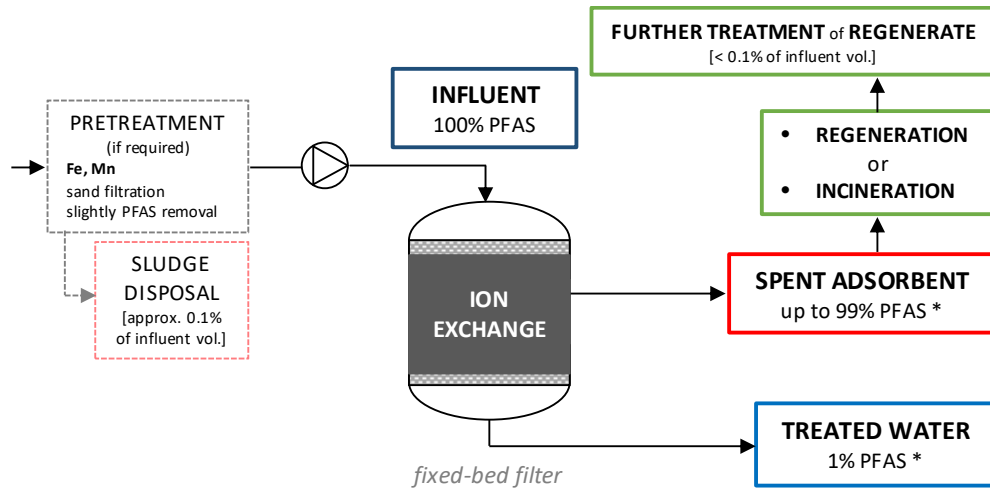 FURTHER TREATMENT of REGENERATE
[< 0.1% of influent vol.]
INFLUENT
100% PFAS
PRETREATMENT
(if required)
Fe, Mn
sand filtration
slightly PFAS removal
• REGENERATION
or
• INCINERATION
SLUDGE
DISPOSAL
[approx. 0.1%
of influent vol.]
ION
EXCHANGE
SPENT ADSORBENT
up to 99% PFAS *
TREATED WATER
1% PFAS *
fixed-bed filter